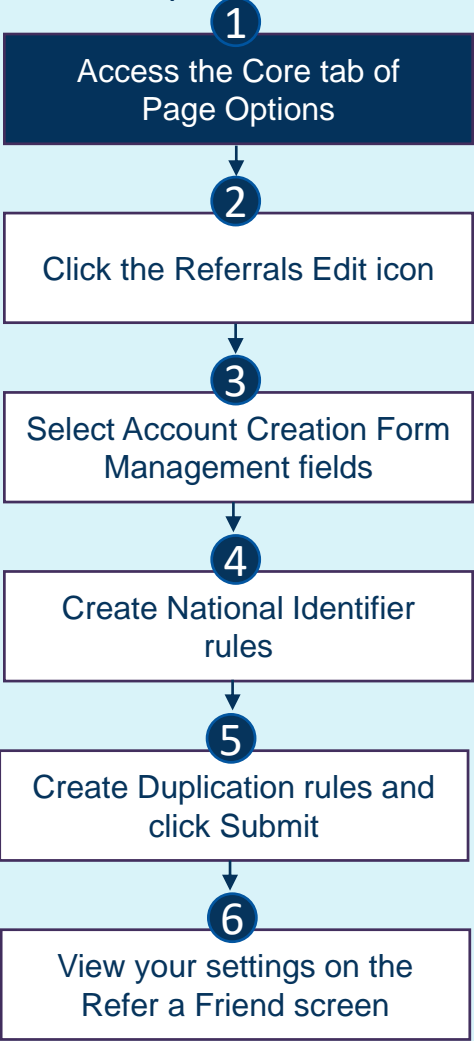 1
Access the Core tab of
Page Options
2
Click the Referrals Edit icon
3
Select Account Creation Form
Management fields
4
Create National Identifier
rules
5
Create Duplication rules and
click Submit
6
View your settings on the
Refer a Friend screen